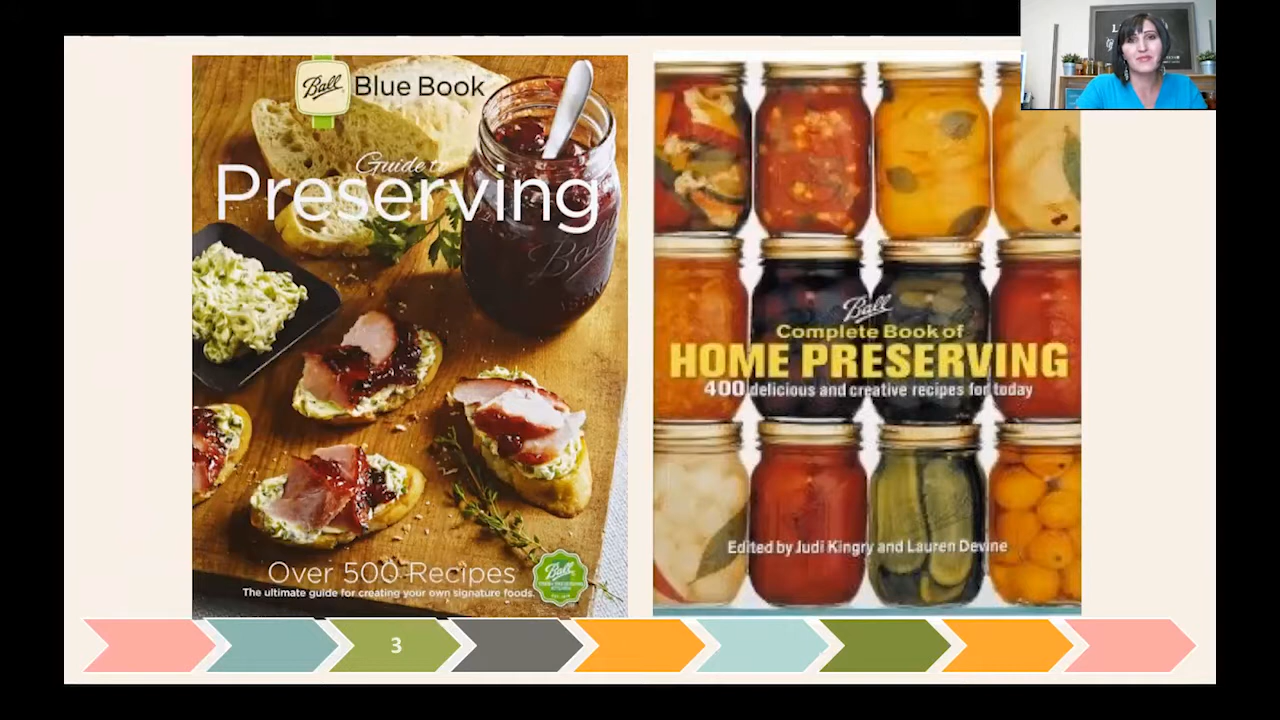 Ball Blue Book
Guide to
Preserving
Ball
Over 500 Recipes
The ultimate guide for creating your own signature foods.
Ball
Ball
Complete Book of
HOME PRESERVING
400 delicious and creative recipes for today
Edited by Judi Kingry and Lauren Devine
3